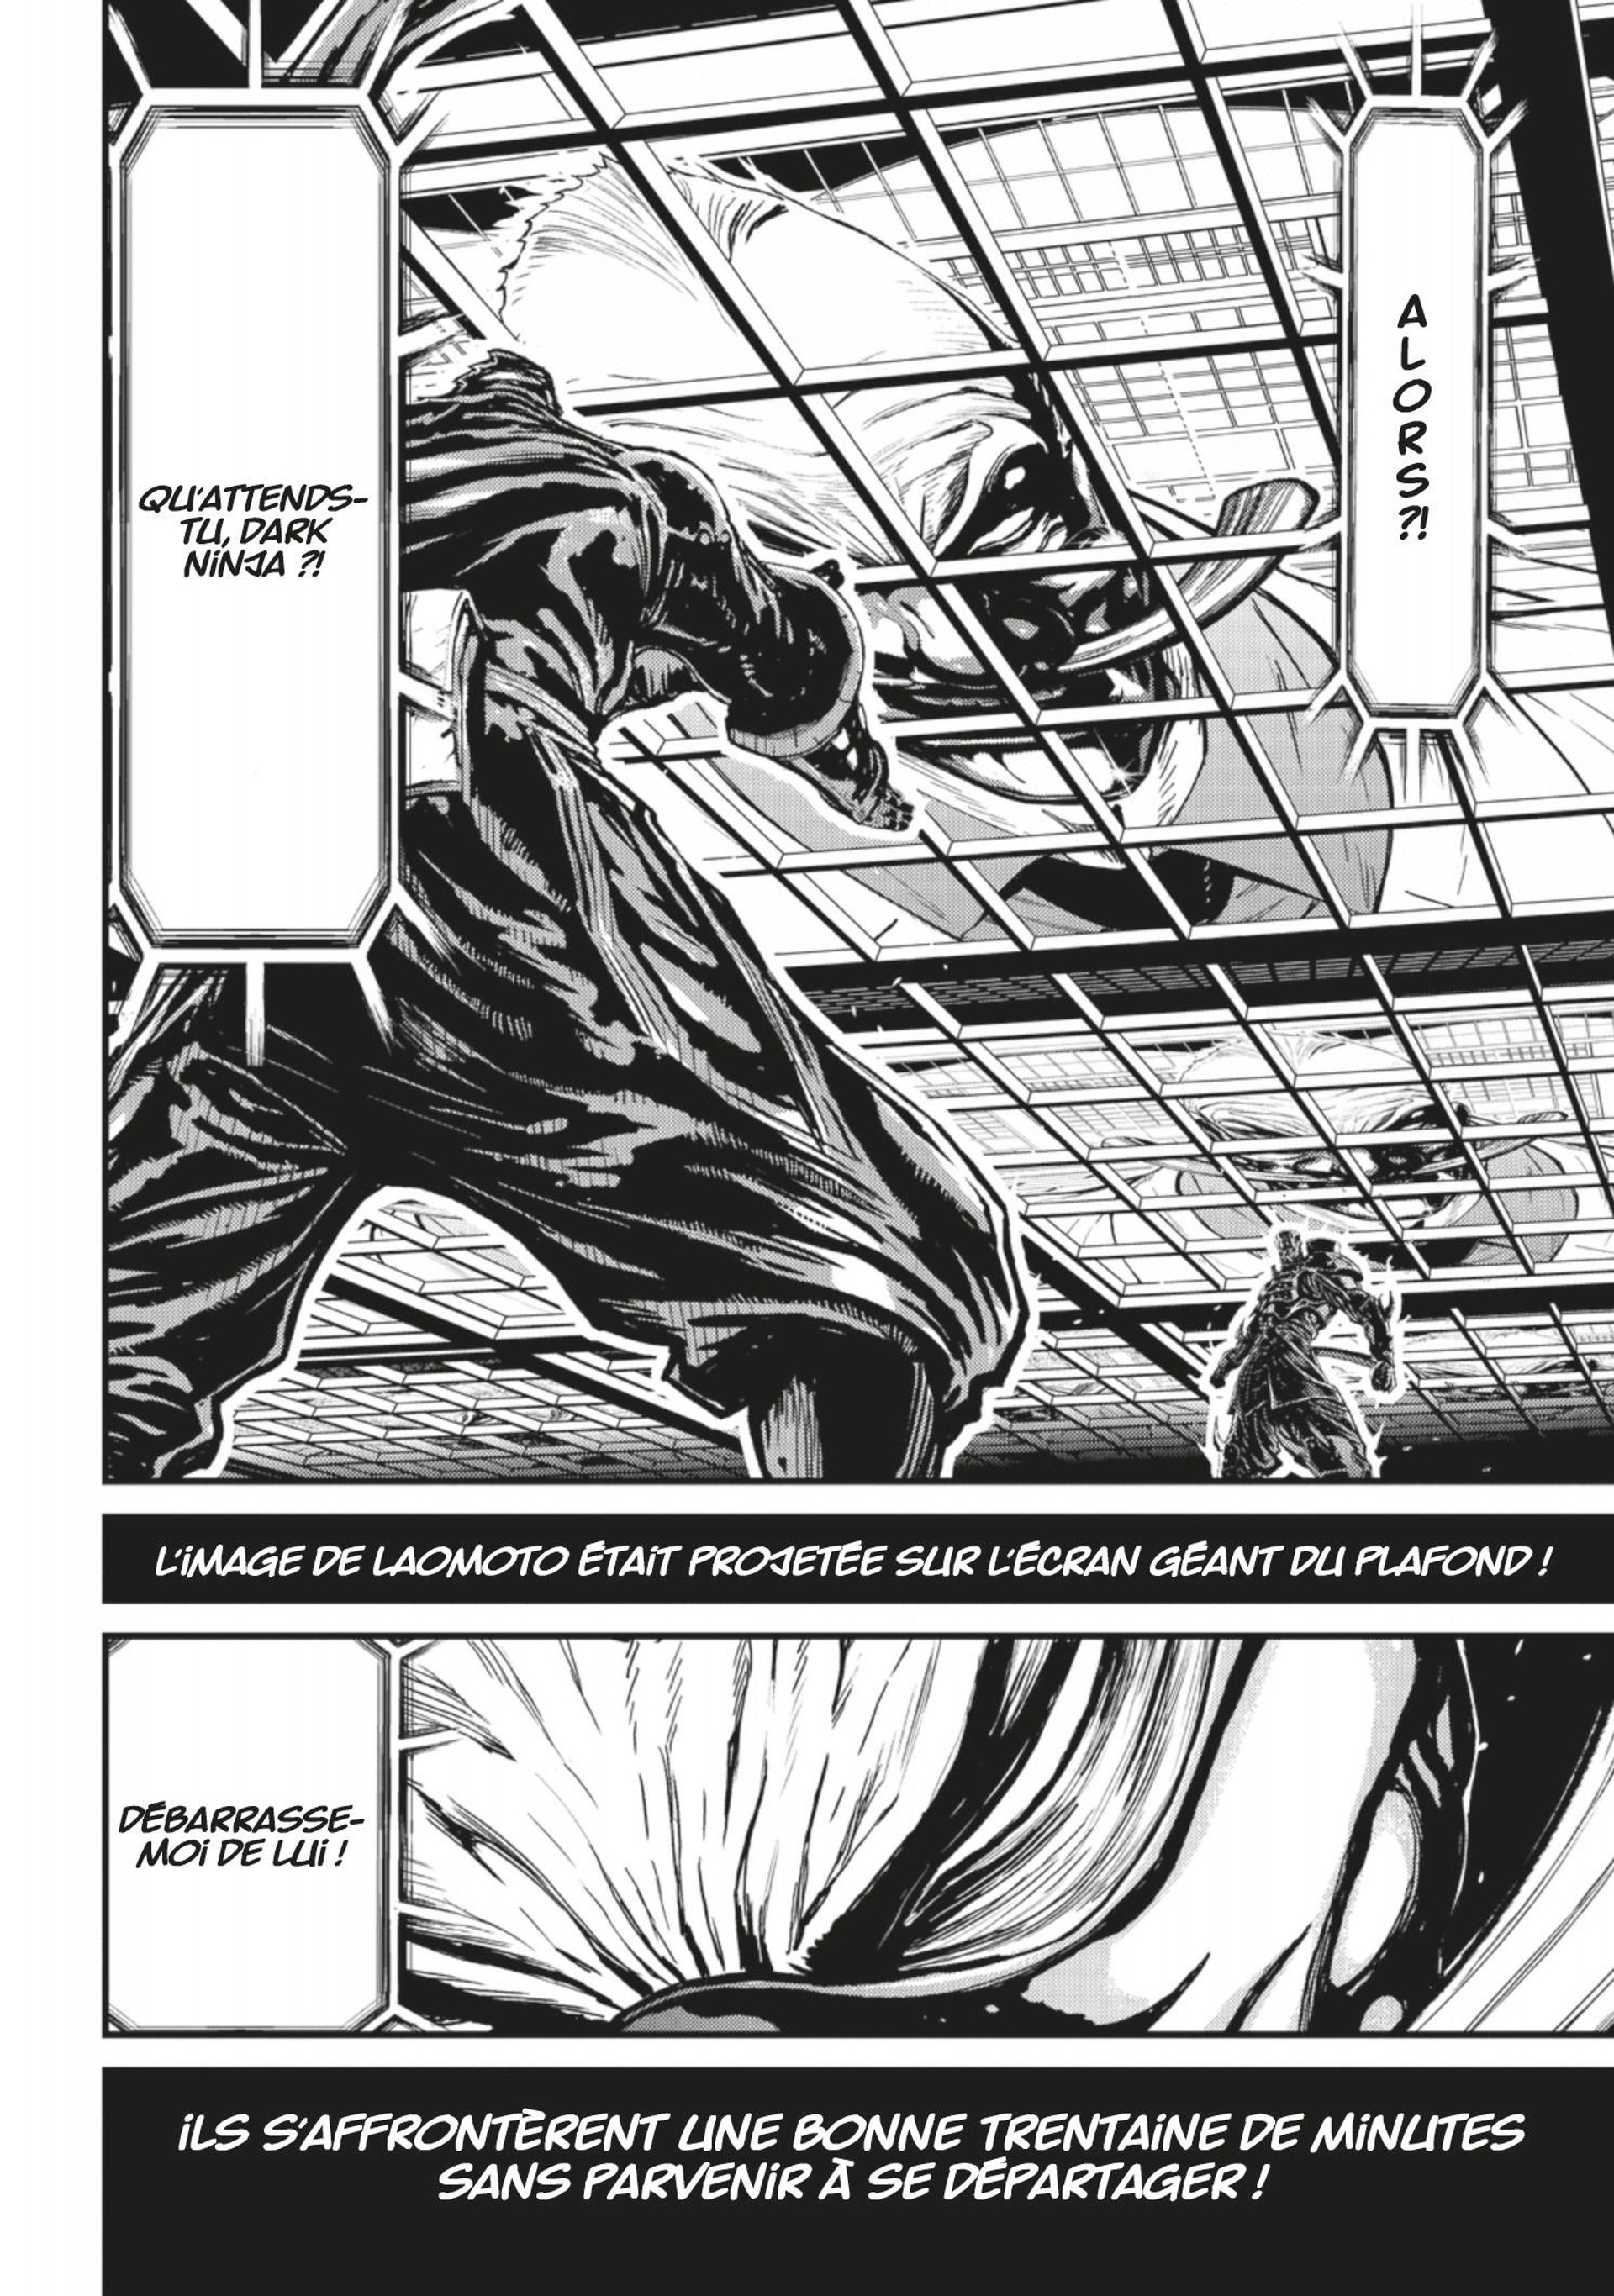 ALORS ?!
QU'ATTENDS-
TU, DARK
NINJA ?!
L'IMAGE DE LAOMOTO ÉTAIT PROJETÉE SUR L'ÉCRAN GÉANT DU PLAFOND !
DÉBARRASSE-
MOI DE LUI !
ILS S'AFFRONTÈRENT UNE BONNE TRENTAINE DE MINUTES
SANS PARVENIR À SE DÉPARTAGER !